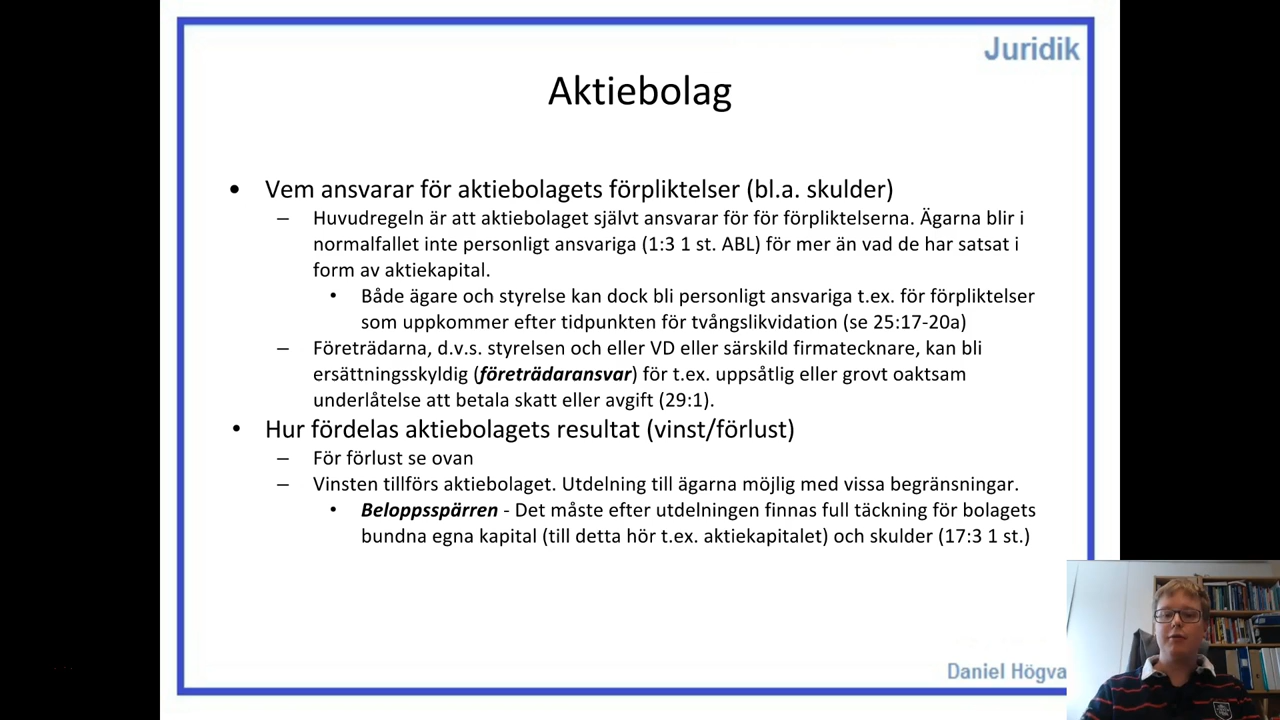 Juridik
Aktiebolag
• Vem ansvarar för aktiebolagets förpliktelser (bl.a. skulder)
– Huvudregeln är att aktiebolaget självt ansvarar för för förpliktelserna. Ägarna blir i
normalfallet inte personligt ansvariga (1:3 1 st. ABL) för mer än vad de har satsat i
form av aktiekapital.
• Både ägare och styrelse kan dock bli personligt ansvariga t.ex. för förpliktelser
som uppkommer efter tidpunkten för tvångslikvidation (se 25:17-20a)
– Företrädarna, d.v.s. styrelsen och eller VD eller särskild firmatecknare, kan bli
ersättningsskyldig (företrädaransvar) för t.ex. uppsåtlig eller grovt oaktsam
underlåtelse att betala skatt eller avgift (29:1).
• Hur fördelas aktiebolagets resultat (vinst/förlust)
– För förlust se ovan
– Vinsten tillförs aktiebolaget. Utdelning till ägarna möjlig med vissa begränsningar.
• Beloppsspärren - Det måste efter utdelningen finnas full täckning för bolagets
bundna egna kapital (till detta hör t.ex. aktiekapitalet) och skulder (17:3 1 st.)
Daniel Högva